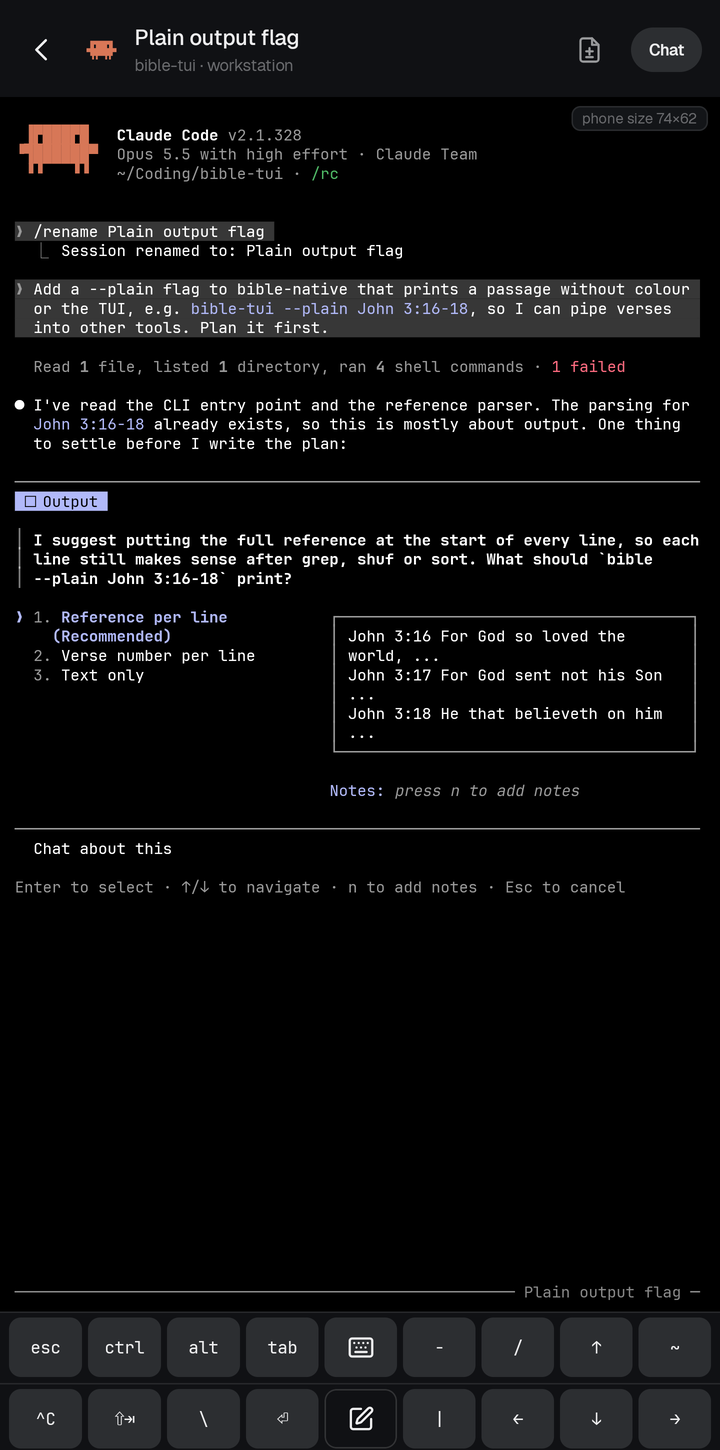 Plain output flag
bible-tui · workstation
Chat
phone size 74×62
Claude Code v2.1.328
Opus 5.5 with high effort · Claude Team
~/Coding/bible-tui · /rc
❯ /rename Plain output flag
Session renamed to: Plain output flag
❯ Add a --plain flag to bible-native that prints a passage without colour
or the TUI, e.g. bible-tui --plain John 3:16-18, so I can pipe verses
into other tools. Plan it first.
Read 1 file, listed 1 directory, ran 4 shell commands · 1 failed
● I've read the CLI entry point and the reference parser. The parsing for
John 3:16-18 already exists, so this is mostly about output. One thing
to settle before I write the plan:
☐ Output
I suggest putting the full reference at the start of every line, so each
line still makes sense after grep, shuf or sort. What should `bible
--plain John 3:16-18` print?
❯ 1. Reference per line
(Recommended)
2. Verse number per line
3. Text only
John 3:16 For God so loved the
world, ...
John 3:17 For God sent not his Son
...
John 3:18 He that believeth on him
...
Notes: press n to add notes
Chat about this
Enter to select · ↑/↓ to navigate · n to add notes · Esc to cancel
Plain output flag
esc ctrl alt tab - / ↑ ~
^C ⇧⇥ \ ⏎ | ← ↓ →